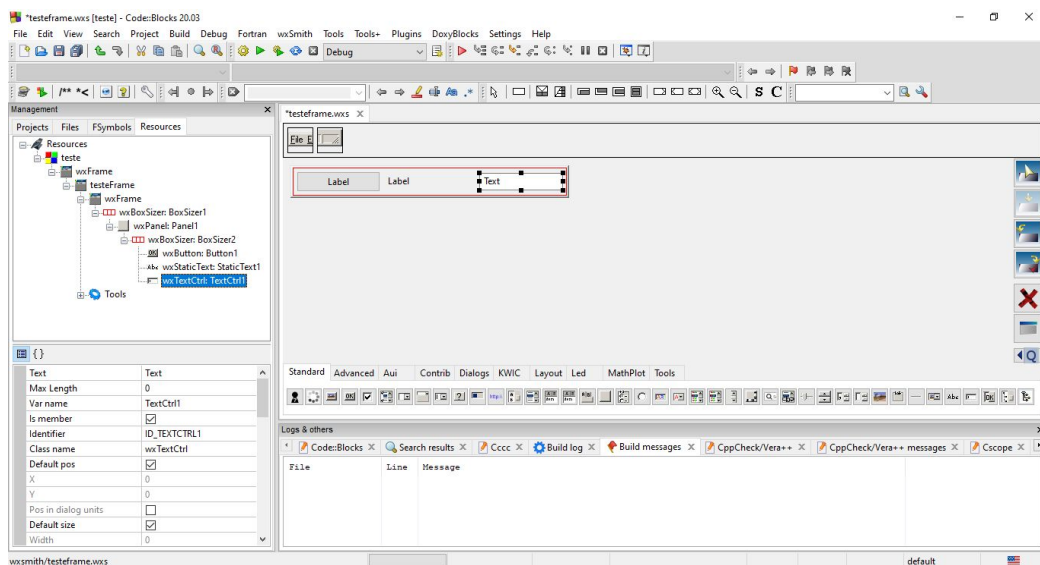 *testeframe.wxs [teste] - Code::Blocks 20.03
File Edit View Search Project Build Debug Fortran wxSmith Tools Tools+ Plugins DoxyBlocks Settings Help
Debug
/** *<
.*
S C
Management
*testeframe.wxs
Projects Files FSymbols Resources
File E
Resources
teste
wxFrame
testeFrame
wxFrame
wxBoxSizer: BoxSizer1
wxPanel: Panel1
wxBoxSizer: BoxSizer2
wxButton: Button1
wxStaticText: StaticText1
wxTextCtrl: TextCtrl1
Tools
Label Label Text
Q
{}
Text Text
Max Length 0
Var name TextCtrl1
Is member
Identifier ID_TEXTCTRL1
Class name wxTextCtrl
Default pos
X 0
Y 0
Pos in dialog units
Default size
Width 0
Standard Advanced Aui Contrib Dialogs KWIC Layout Led MathPlot Tools
Logs & others
Code::Blocks Search results Cccc Build log Build messages CppCheck/Vera++ CppCheck/Vera++ messages Cscope
File Line Message
wxsmith/testeframe.wxs default